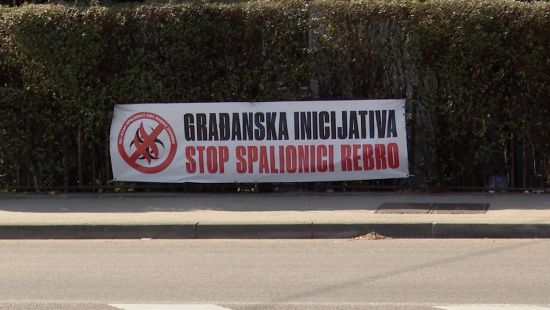 GRAĐANSKA INICIJATIVA
STOP SPALIONICI REBRO